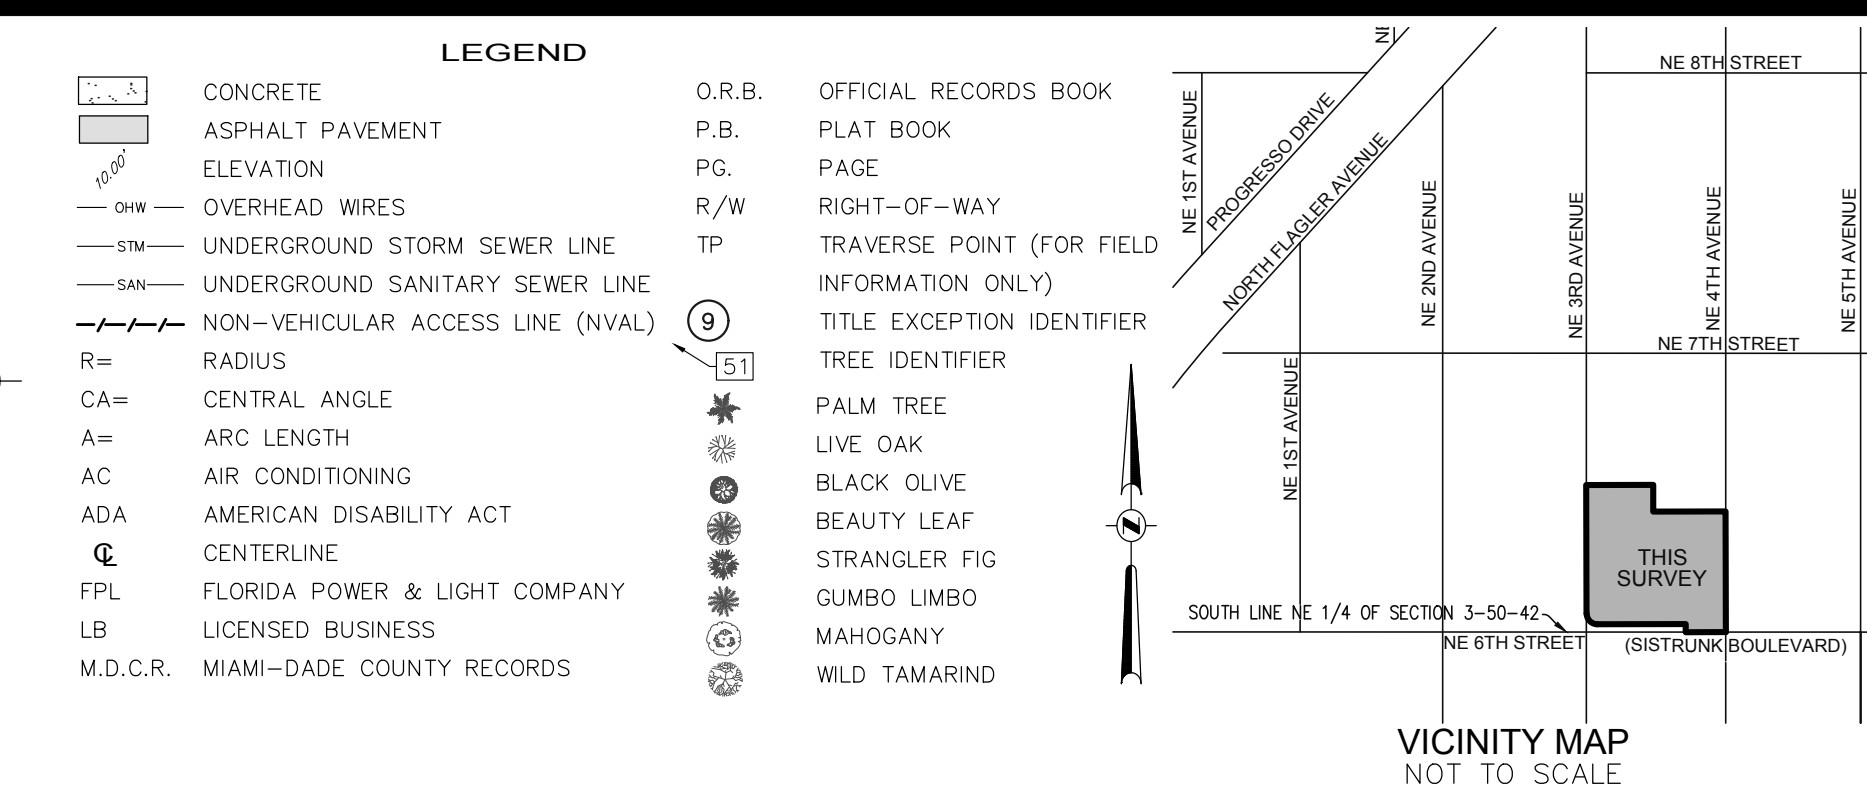 LEGEND
CONCRETE
ASPHALT PAVEMENT
10.00' ELEVATION
OHW OVERHEAD WIRES
STM UNDERGROUND STORM SEWER LINE
SAN UNDERGROUND SANITARY SEWER LINE
NON-VEHICULAR ACCESS LINE (NVAL)
R= RADIUS
CA= CENTRAL ANGLE
A= ARC LENGTH
AC AIR CONDITIONING
ADA AMERICAN DISABILITY ACT
℄ CENTERLINE
FPL FLORIDA POWER & LIGHT COMPANY
LB LICENSED BUSINESS
M.D.C.R. MIAMI-DADE COUNTY RECORDS
O.R.B. OFFICIAL RECORDS BOOK
P.B. PLAT BOOK
PG. PAGE
R/W RIGHT-OF-WAY
TP TRAVERSE POINT (FOR FIELD
INFORMATION ONLY)
9 TITLE EXCEPTION IDENTIFIER
51 TREE IDENTIFIER
PALM TREE
LIVE OAK
BLACK OLIVE
BEAUTY LEAF
STRANGLER FIG
GUMBO LIMBO
MAHOGANY
WILD TAMARIND
N
NE
NE 8TH STREET
NE 1ST AVENUE
PROGRESSO DRIVE
NORTH FLAGLER AVENUE
NE 2ND AVENUE
NE 3RD AVENUE
NE 4TH AVENUE
NE 5TH AVENUE
NE 7TH STREET
NE 1ST AVENUE
THIS
SURVEY
SOUTH LINE NE 1/4 OF SECTION 3-50-42
NE 6TH STREET
(SISTRUNK BOULEVARD)
VICINITY MAP
NOT TO SCALE